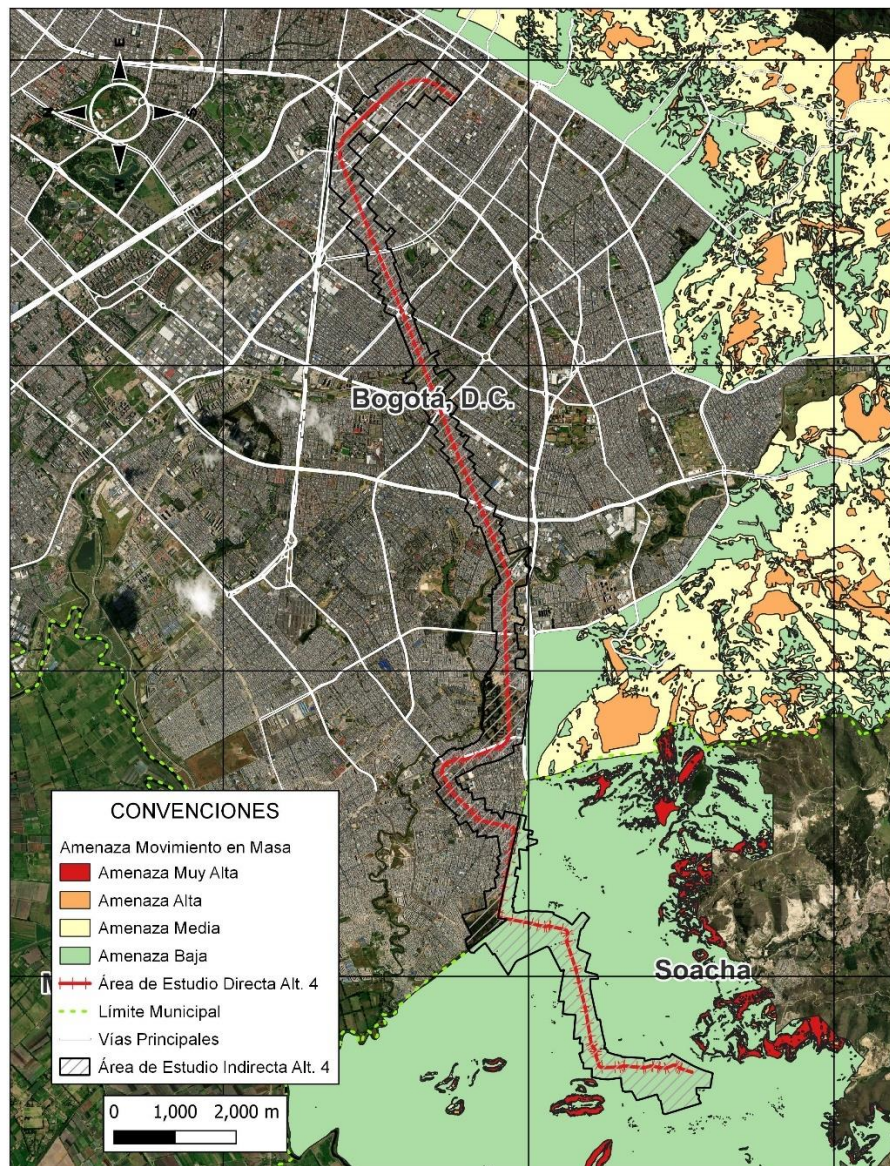 E
S
Bogotá, D.C.
CONVENCIONES
Amenaza Movimiento en Masa
Amenaza Muy Alta
Amenaza Alta
Amenaza Media
Amenaza Baja
Área de Estudio Directa Alt. 4
Límite Municipal
Vías Principales
Área de Estudio Indirecta Alt. 4
M
Soacha
0 1,000 2,000 m